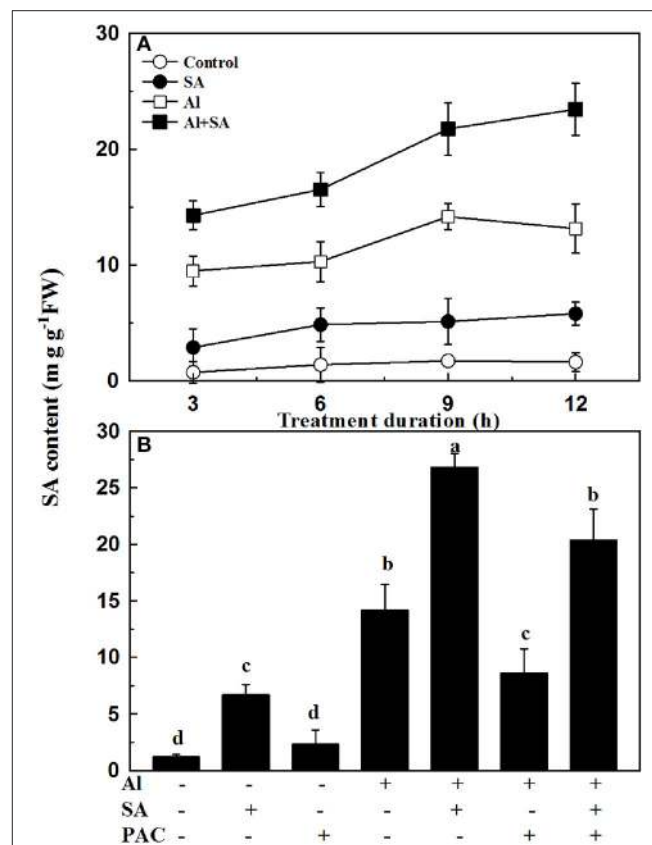 A
Control
SA
Al
Al+SA
30
20
10
0
3 6 9 12
Treatment duration (h)
SA content (mg g⁻¹FW)
B
30
25
20
15
10
5
0
d c d b a c b
Al - - - + + + +
SA - + - - + - +
PAC - - + - - + +